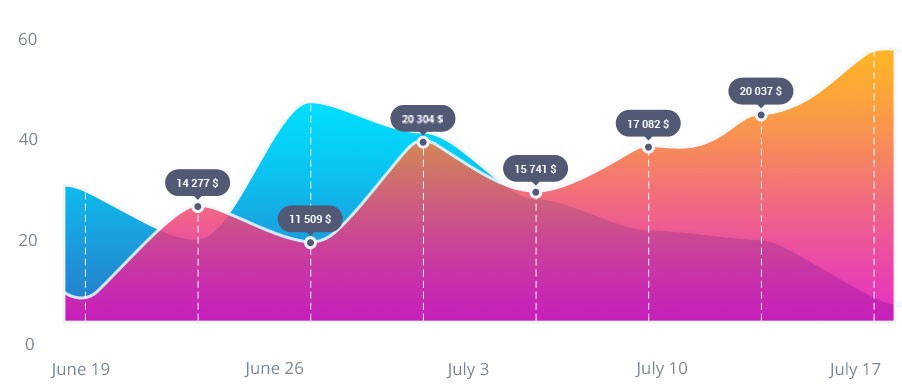 60
20 037 $
20 304 $
17 082 $
40
15 741 $
14 277 $
11 509 $
20
0
June 19
June 26
July 3
July 10
July 17